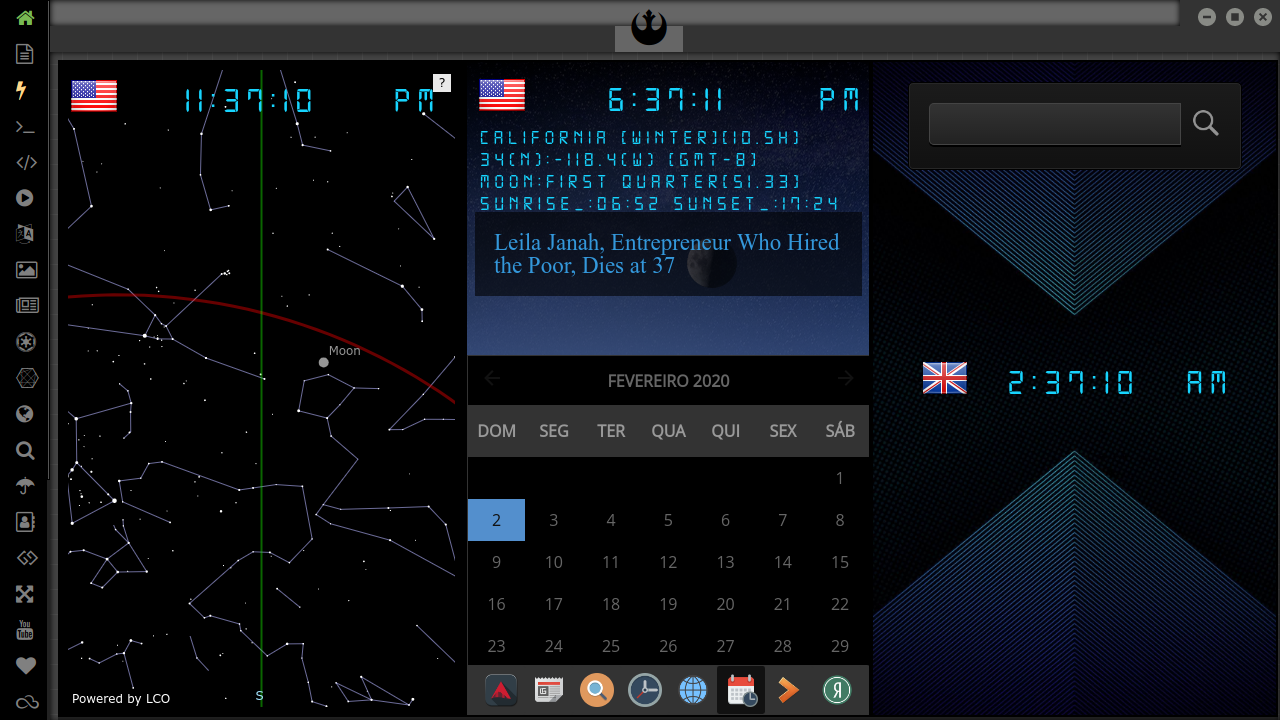 11:37:10 PM
?
Moon
S
Powered by LCO
6:37:11 PM
CALIFORNIA (WINTER)(10.5H)
34(N):-118.4(W) (GMT-8)
MOON:FIRST QUARTER(51.33)
SUNRISE_:06:52 SUNSET_:17:24
Leila Janah, Entrepreneur Who Hired
the Poor, Dies at 37
FEVEREIRO 2020
DOM SEG TER QUA QUI SEX SÁB
1
2 3 4 5 6 7 8
9 10 11 12 13 14 15
16 17 18 19 20 21 22
23 24 25 26 27 28 29
2:37:10 AM
You
Tube
Я